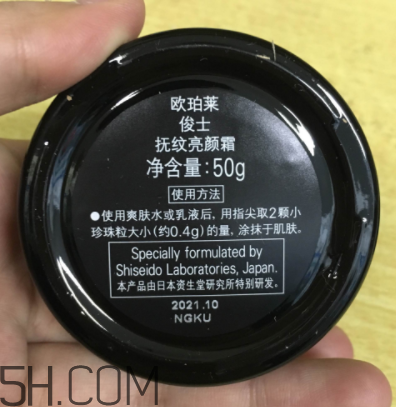 欧珀莱
俊士
抚纹亮颜霜
净含量:50g
使用方法
●使用爽肤水或乳液后，用指尖取2颗小
珍珠粒大小(约0.4g)的量，涂抹于肌肤。
Specially formulated by
Shiseido Laboratories, Japan.
本产品由日本资生堂研究所特别研发。
2021.10
NGKU
5H.COM